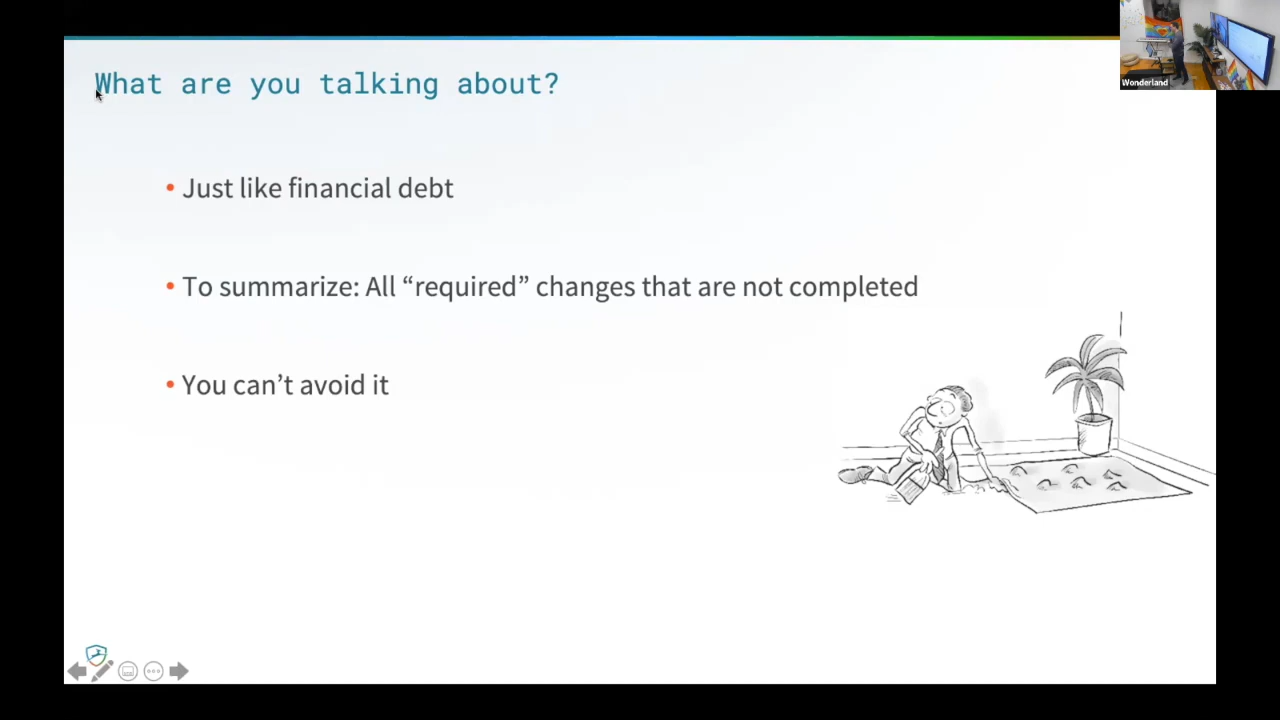 What are you talking about?
• Just like financial debt
• To summarize: All “required” changes that are not completed
• You can’t avoid it
Wonderland